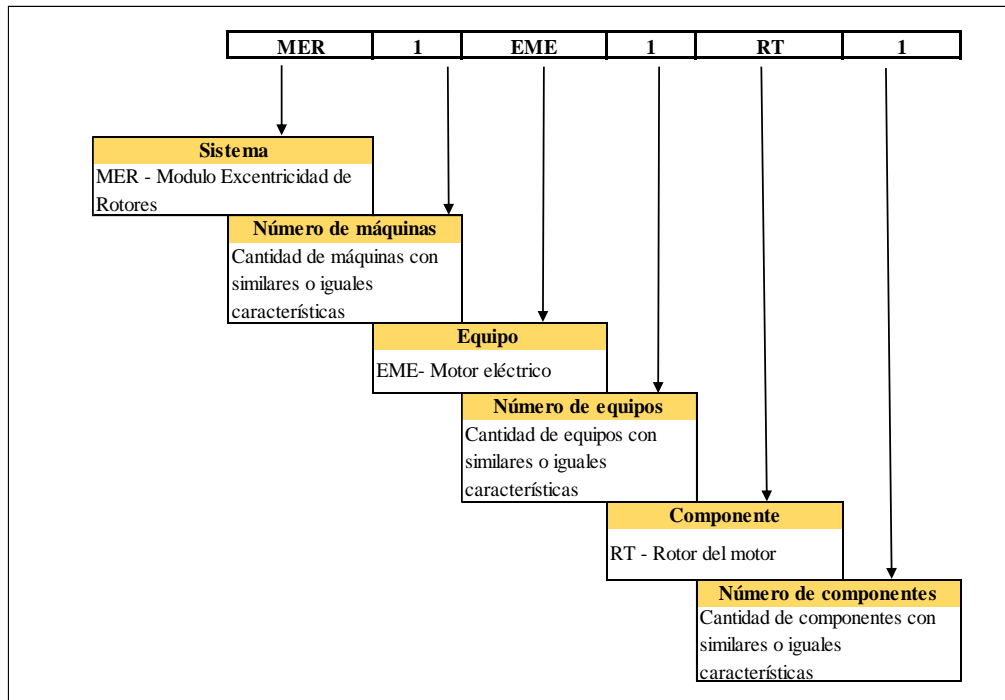 MER 1 EME 1 RT 1
Sistema
MER - Modulo Excentricidad de
Rotores
Número de máquinas
Cantidad de máquinas con
similares o iguales
características
Equipo
EME- Motor eléctrico
Número de equipos
Cantidad de equipos con
similares o iguales
características
Componente
RT - Rotor del motor
Número de componentes
Cantidad de componentes con
similares o iguales
características